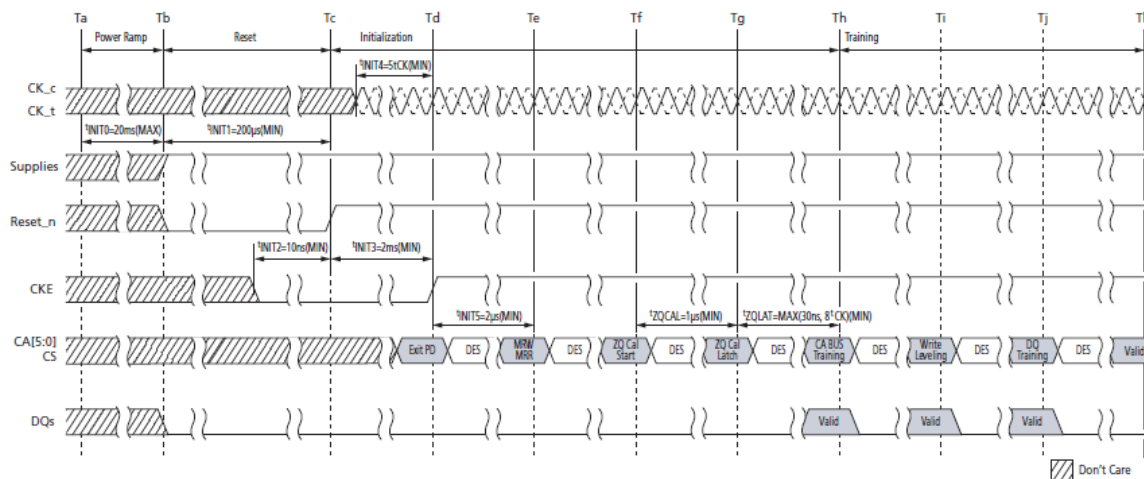 Ta Tb Tc Td Te Tf Tg Th Ti Tj
Power Ramp Reset Initialization Training
tINIT4=5tCK(MIN)
CK_c
CK_t
tINIT0=20ms(MAX) tINIT1=200µs(MIN)
Supplies
Reset_n
tINIT2=10ns(MIN) tINIT3=2ms(MIN)
CKE
tINIT5=2µs(MIN) tZQCAL=1µs(MIN) tZQLAT=MAX(30ns, 8tCK)(MIN)
CA[5:0]
CS
Exit PD DES MRW MRR DES ZQ Cal Start DES ZQ Cal Latch DES CA BUS Training DES Write Leveling DES DQ Training DES Valid
DQs Valid Valid Valid
Don't Care